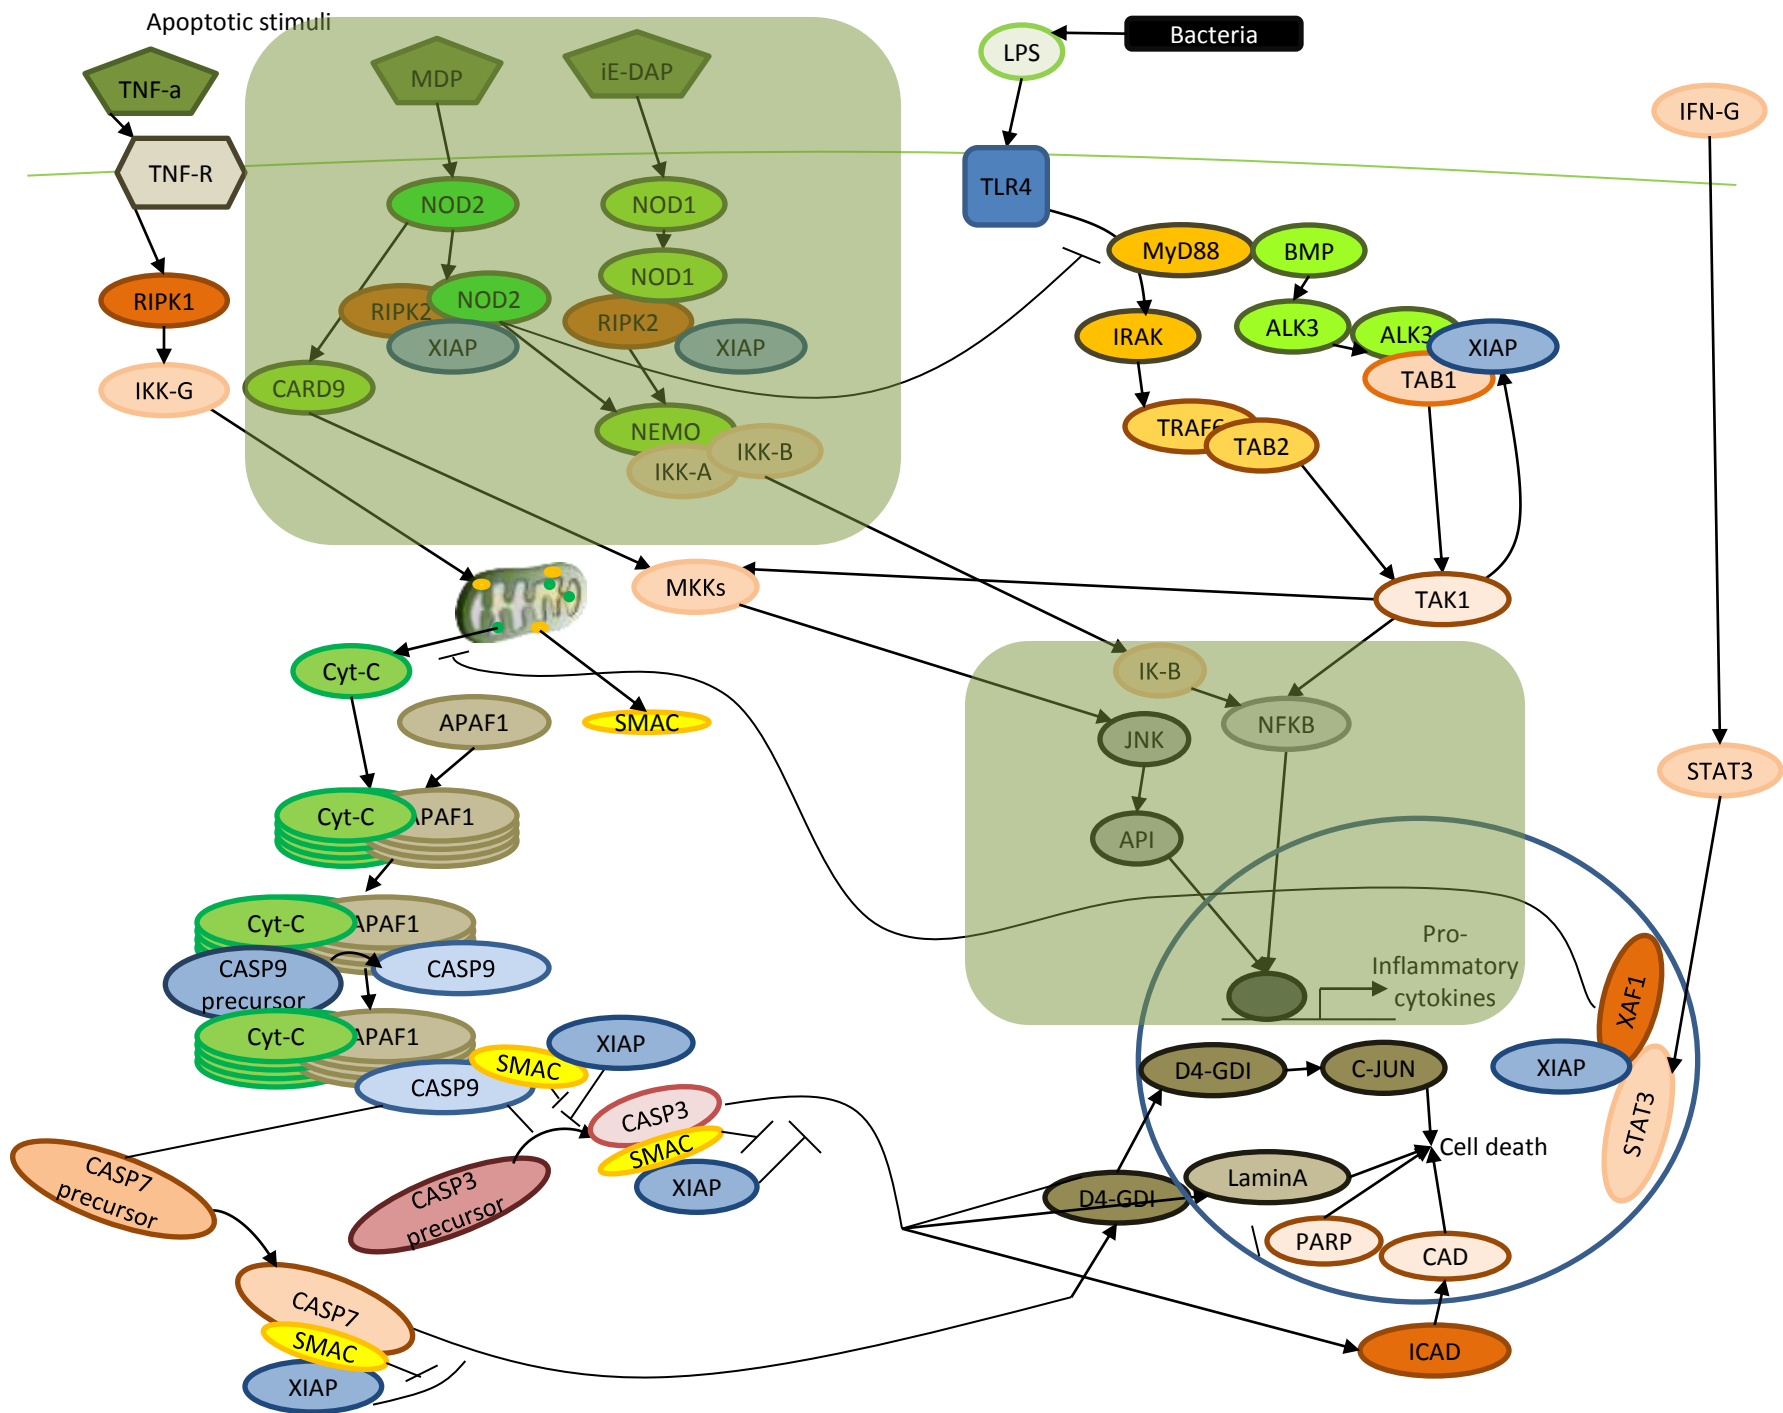 Apoptotic stimuli
Bacteria
LPS
TNF-a
MDP
iE-DAP
IFN-G
TNF-R
TLR4
NOD2
NOD1
MyD88
BMP
NOD1
RIPK1
RIPK2
NOD2
RIPK2
XIAP
XIAP
IRAK
ALK3
ALK3
XIAP
TAB1
IKK-G
CARD9
NEMO
IKK-B
IKK-A
TRAF6
TAB2
MKKs
TAK1
Cyt-C
IK-B
APAF1
SMAC
JNK
NFKB
STAT3
Cyt-C
APAF1
API
Cyt-C
APAF1
CASP9
precursor
CASP9
Pro-
Inflammatory
cytokines
XAF1
Cyt-C
APAF1
SMAC
XIAP
CASP9
D4-GDI
C-JUN
XIAP
STAT3
CASP3
SMAC
XIAP
CASP7
precursor
CASP3
precursor
Cell death
LaminA
D4-GDI
PARP
CAD
CASP7
SMAC
XIAP
ICAD